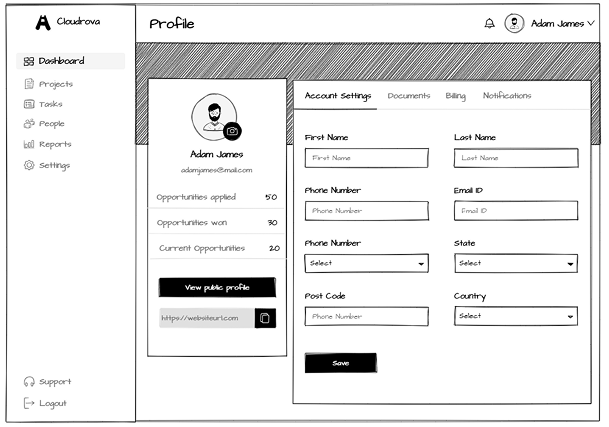 Cloudrova
Dashboard
Projects
Tasks
People
Reports
Settings
Support
Logout
Profile
Adam James
Adam James
adamjames@mail.com
Opportunities applied 50
Opportunities won 30
Current Opportunities 20
View public profile
https://websiteurl.com
Account Settings Documents Billing Notifications
First Name Last Name
First Name Last Name
Phone Number Email ID
Phone Number Email ID
Phone Number State
Select Select
Post Code Country
Phone Number Select
Save